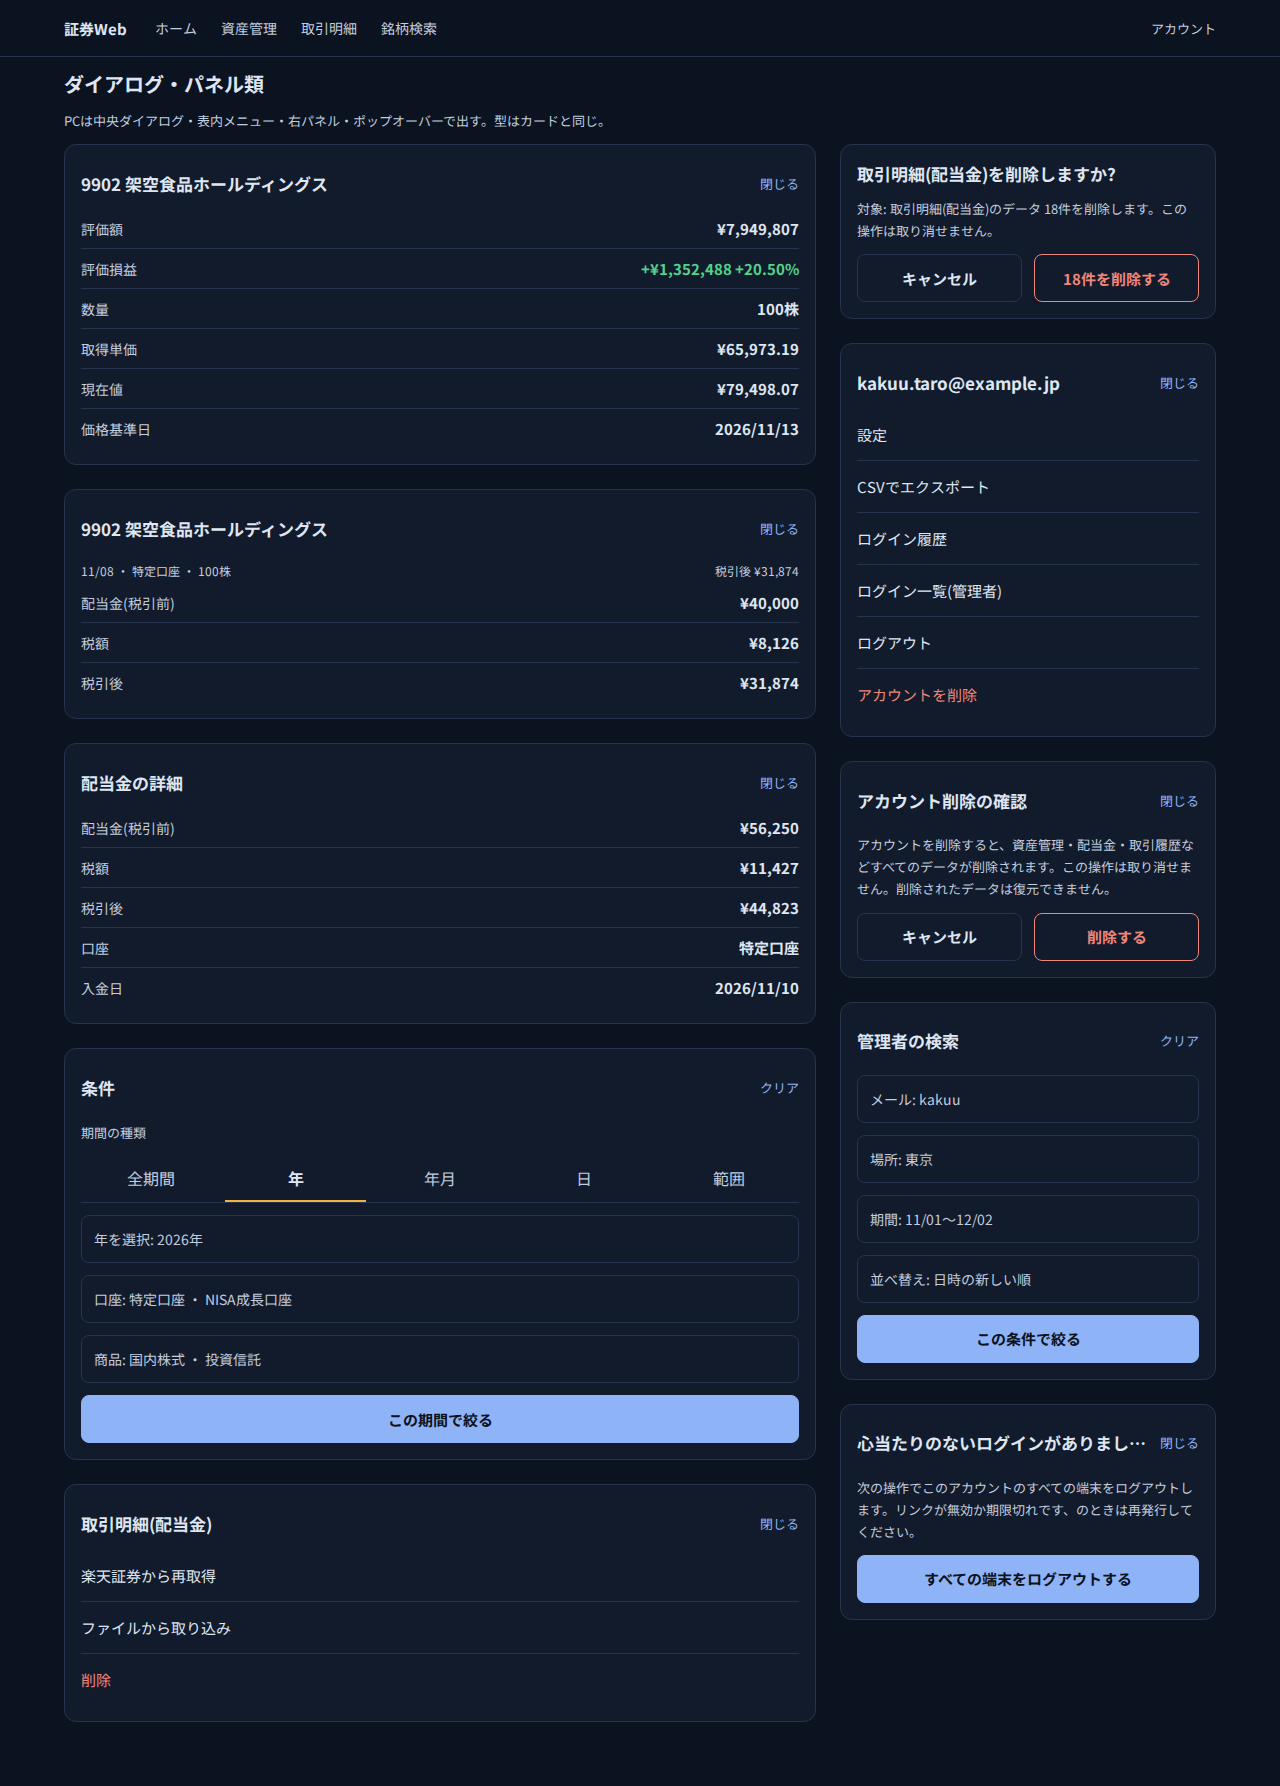 証券Web ホーム 資産管理 取引明細 銘柄検索 アカウント
ダイアログ・パネル類
PCは中央ダイアログ・表内メニュー・右パネル・ポップオーバーで出す。型はカードと同じ。
9902 架空食品ホールディングス 閉じる
評価額 ¥7,949,807
評価損益 +¥1,352,488 +20.50%
数量 100株
取得単価 ¥65,973.19
現在値 ¥79,498.07
価格基準日 2026/11/13
9902 架空食品ホールディングス 閉じる
11/08 ・ 特定口座 ・ 100株 税引後 ¥31,874
配当金(税引前) ¥40,000
税額 ¥8,126
税引後 ¥31,874
配当金の詳細 閉じる
配当金(税引前) ¥56,250
税額 ¥11,427
税引後 ¥44,823
口座 特定口座
入金日 2026/11/10
条件 クリア
期間の種類
全期間 年 年月 日 範囲
年を選択: 2026年
口座: 特定口座 ・ NISA成長口座
商品: 国内株式 ・ 投資信託
この期間で絞る
取引明細(配当金) 閉じる
楽天証券から再取得
ファイルから取り込み
削除
取引明細(配当金)を削除しますか?
対象: 取引明細(配当金)のデータ 18件を削除します。この
操作は取り消せません。
キャンセル 18件を削除する
kakuu.taro@example.jp 閉じる
設定
CSVでエクスポート
ログイン履歴
ログイン一覧(管理者)
ログアウト
アカウントを削除
アカウント削除の確認 閉じる
アカウントを削除すると、資産管理・配当金・取引履歴な
どすべてのデータが削除されます。この操作は取り消せま
せん。削除されたデータは復元できません。
キャンセル 削除する
管理者の検索 クリア
メール: kakuu
場所: 東京
期間: 11/01〜12/02
並べ替え: 日時の新しい順
この条件で絞る
心当たりのないログインがありまし… 閉じる
次の操作でこのアカウントのすべての端末をログアウトし
ます。リンクが無効か期限切れです、のときは再発行して
ください。
すべての端末をログアウトする